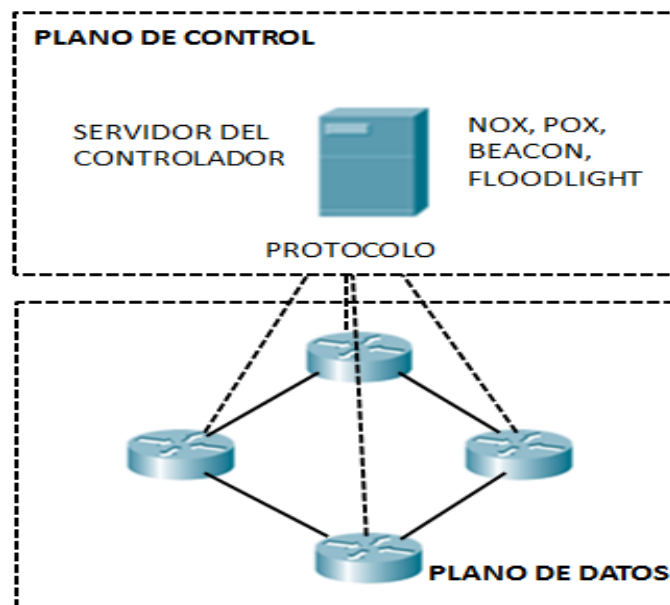 PLANO DE CONTROL
SERVIDOR DEL
CONTROLADOR
NOX, POX,
BEACON,
FLOODLIGHT
PROTOCOLO
PLANO DE DATOS